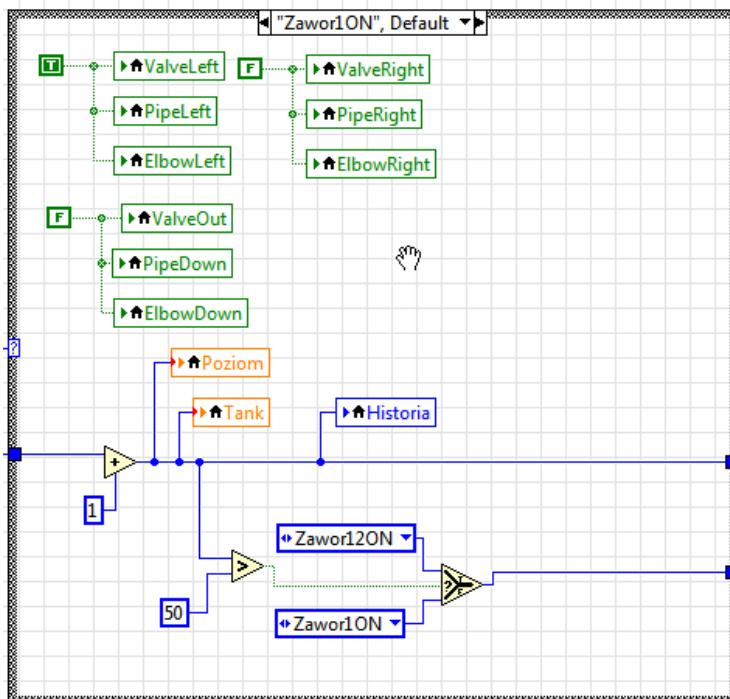 "Zawor1ON", Default
T
ValveLeft
F
ValveRight
PipeLeft
PipeRight
ElbowLeft
ElbowRight
F
ValveOut
PipeDown
ElbowDown
?
Poziom
Tank
Historia
+
1
Zawor12ON
>
?
T
F
50
Zawor1ON